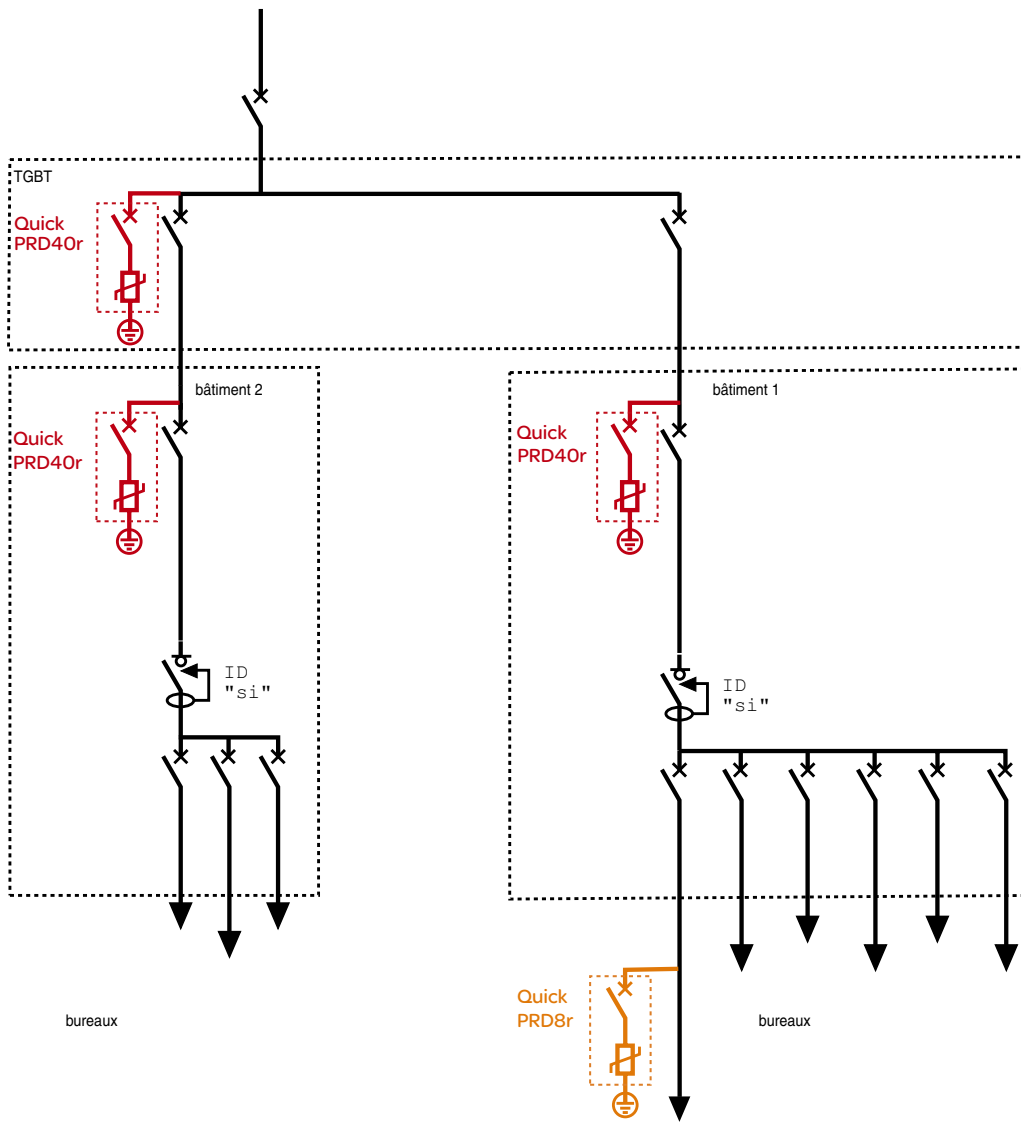 TGBT
Quick
PRD40r
bâtiment 2
bâtiment 1
Quick
PRD40r
Quick
PRD40r
ID
"si"
ID
"si"
Quick
PRD8r
bureaux
bureaux